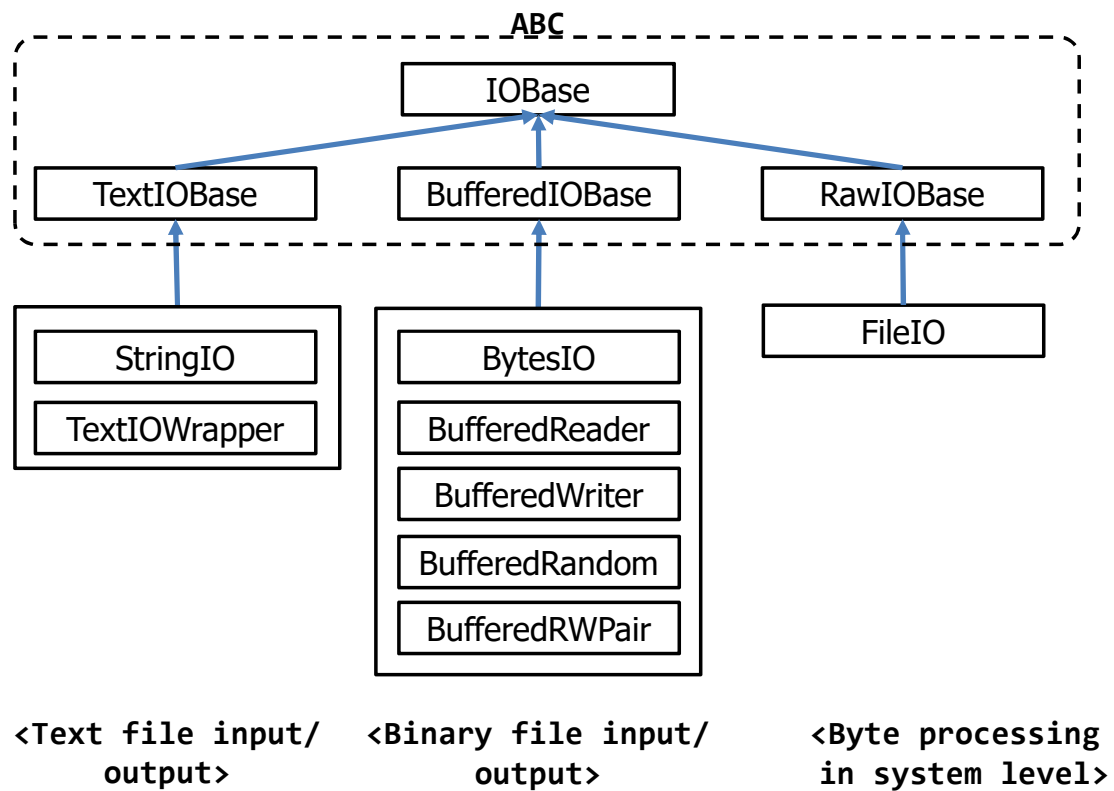 ABC
IOBase
TextIOBase
BufferedIOBase
RawIOBase
StringIO
TextIOWrapper
BytesIO
BufferedReader
BufferedWriter
BufferedRandom
BufferedRWPair
FileIO
<Text file input/
output>
<Binary file input/
output>
<Byte processing
in system level>